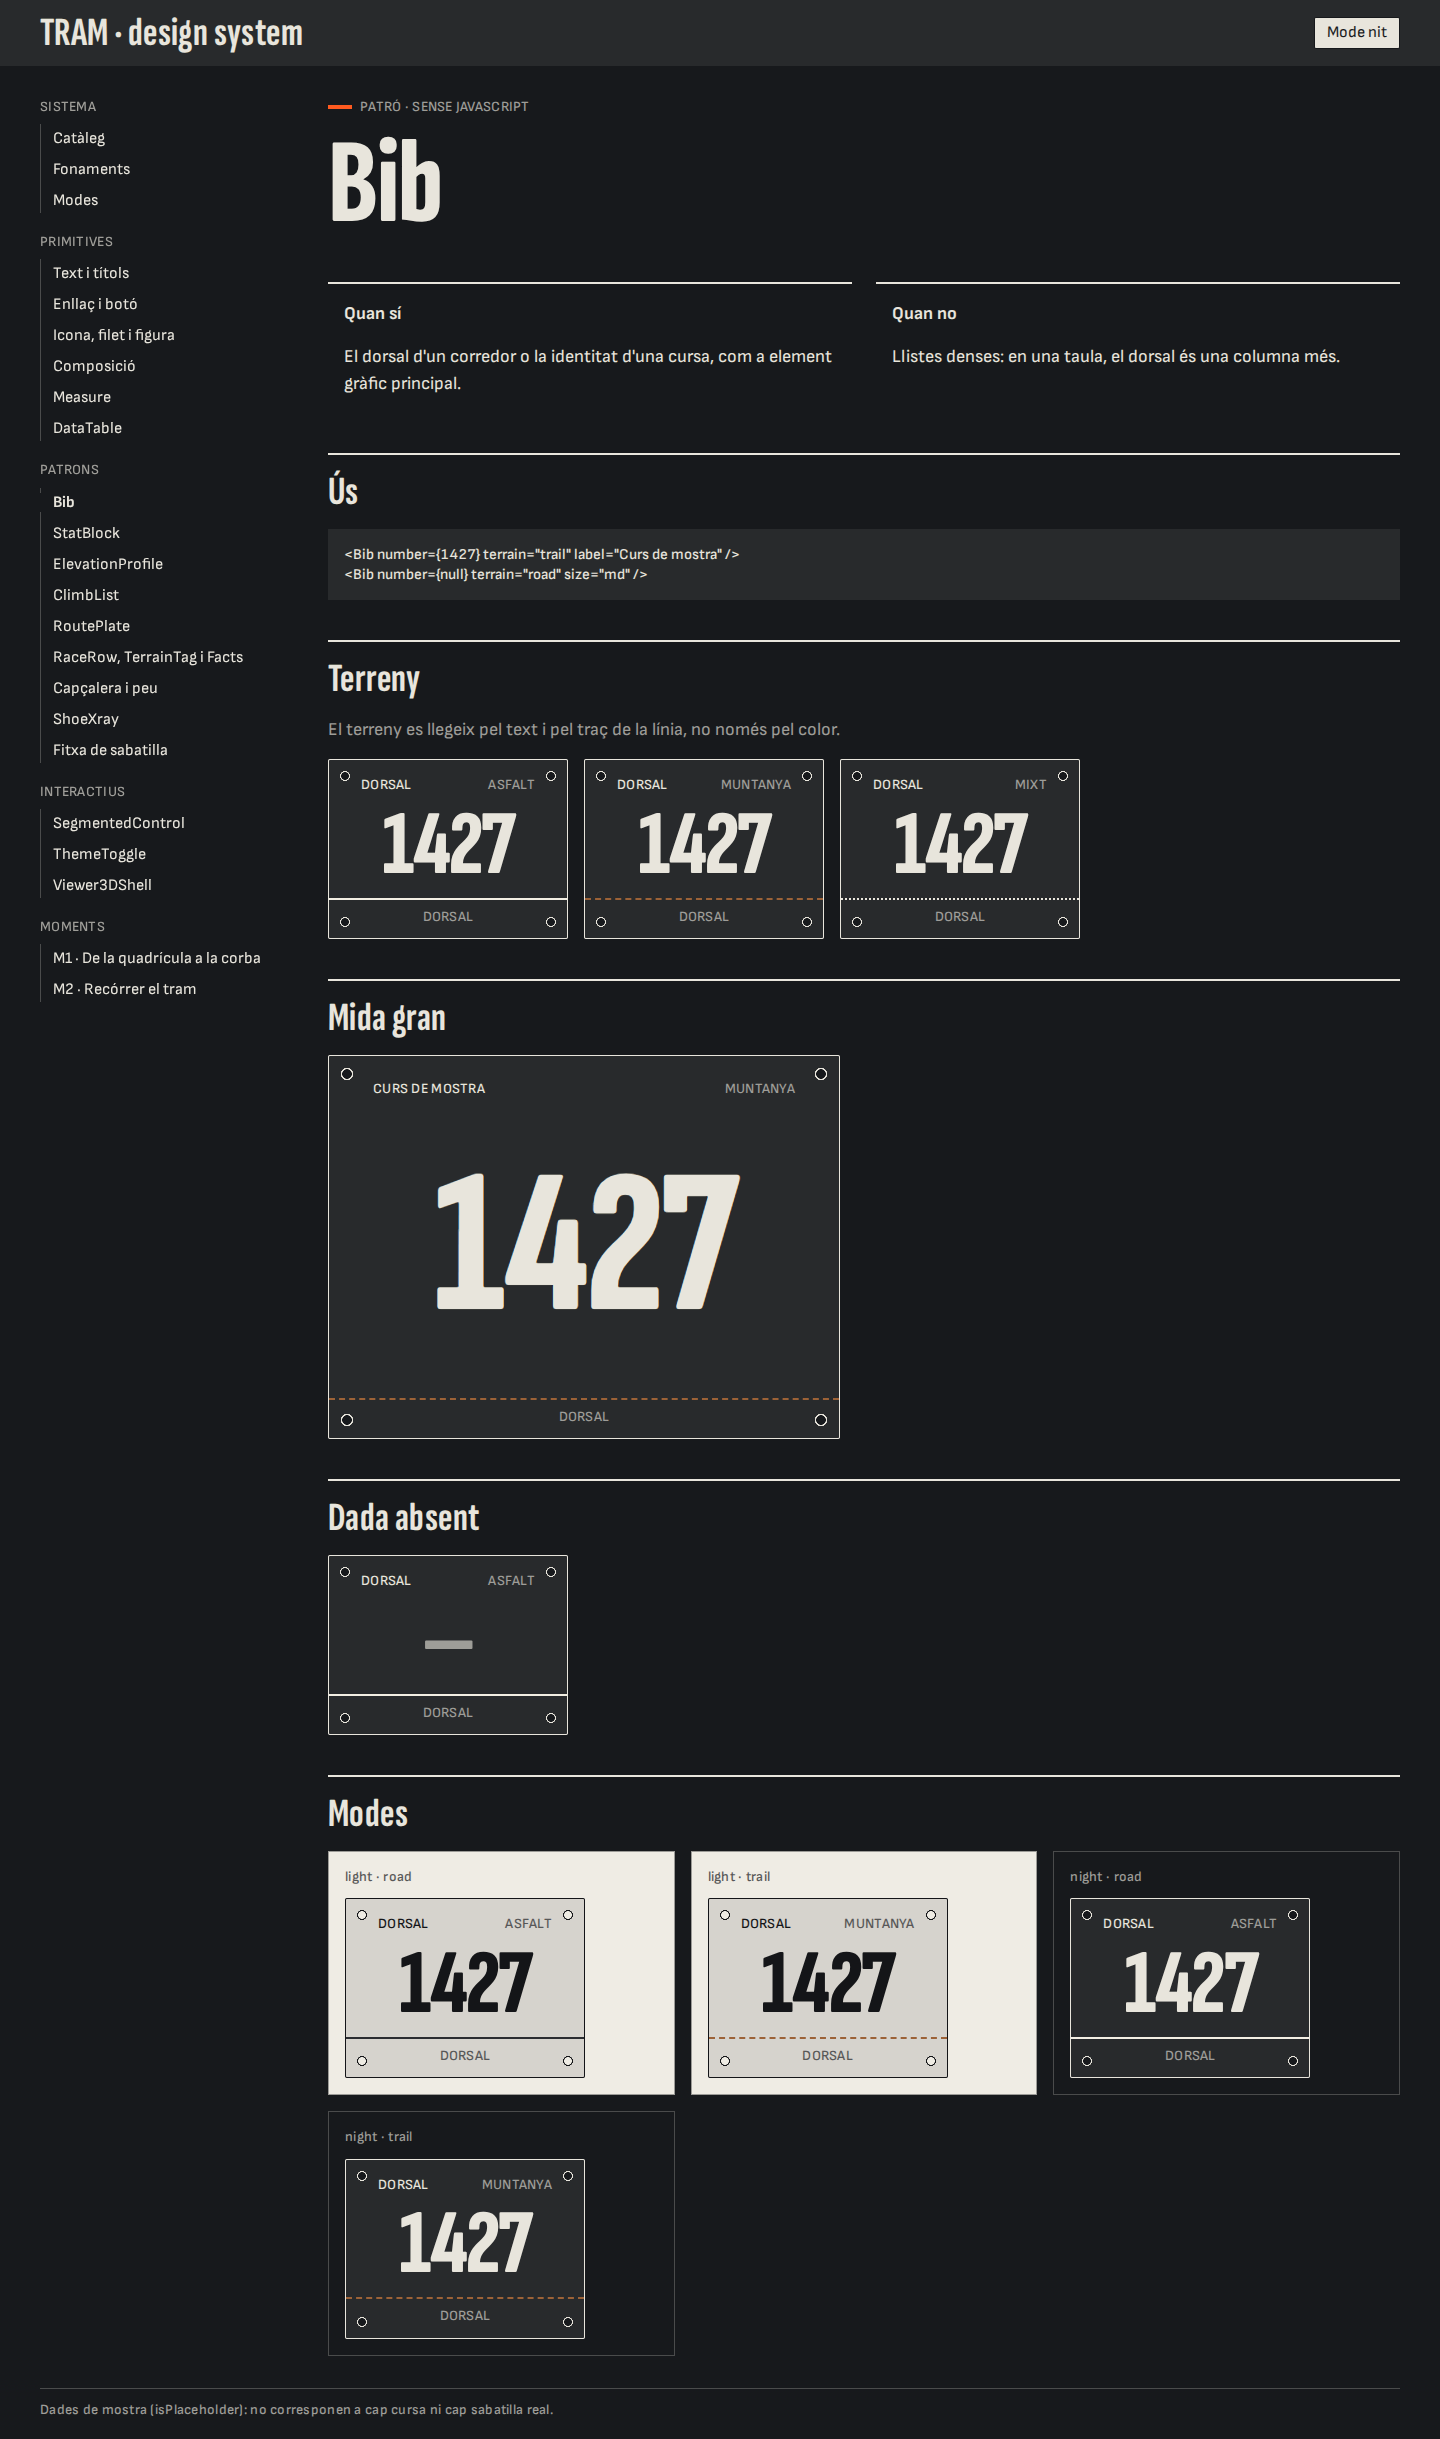 TRAM · design system
Mode nit
SISTEMA
Catàleg
Fonaments
Modes
PRIMITIVES
Text i títols
Enllaç i botó
Icona, filet i figura
Composició
Measure
DataTable
PATRONS
Bib
StatBlock
ElevationProfile
ClimbList
RoutePlate
RaceRow, TerrainTag i Facts
Capçalera i peu
ShoeXray
Fitxa de sabatilla
INTERACTIUS
SegmentedControl
ThemeToggle
Viewer3DShell
MOMENTS
M1 · De la quadrícula a la corba
M2 · Recórrer el tram
PATRÓ · SENSE JAVASCRIPT
Bib
Quan sí
El dorsal d'un corredor o la identitat d'una cursa, com a element
gràfic principal.
Quan no
Llistes denses: en una taula, el dorsal és una columna més.
Ús
<Bib number={1427} terrain="trail" label="Curs de mostra" />
<Bib number={null} terrain="road" size="md" />
Terreny
El terreny es llegeix pel text i pel traç de la línia, no només pel color.
DORSAL ASFALT
1427
DORSAL
DORSAL MUNTANYA
1427
DORSAL
DORSAL MIXT
1427
DORSAL
Mida gran
CURS DE MOSTRA MUNTANYA
1427
DORSAL
Dada absent
DORSAL ASFALT
—
DORSAL
Modes
light · road
DORSAL ASFALT
1427
DORSAL
light · trail
DORSAL MUNTANYA
1427
DORSAL
night · road
DORSAL ASFALT
1427
DORSAL
night · trail
DORSAL MUNTANYA
1427
DORSAL
Dades de mostra (isPlaceholder): no corresponen a cap cursa ni cap sabatilla real.